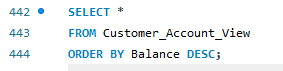 442 SELECT *
443 FROM Customer_Account_View
444 ORDER BY Balance DESC;